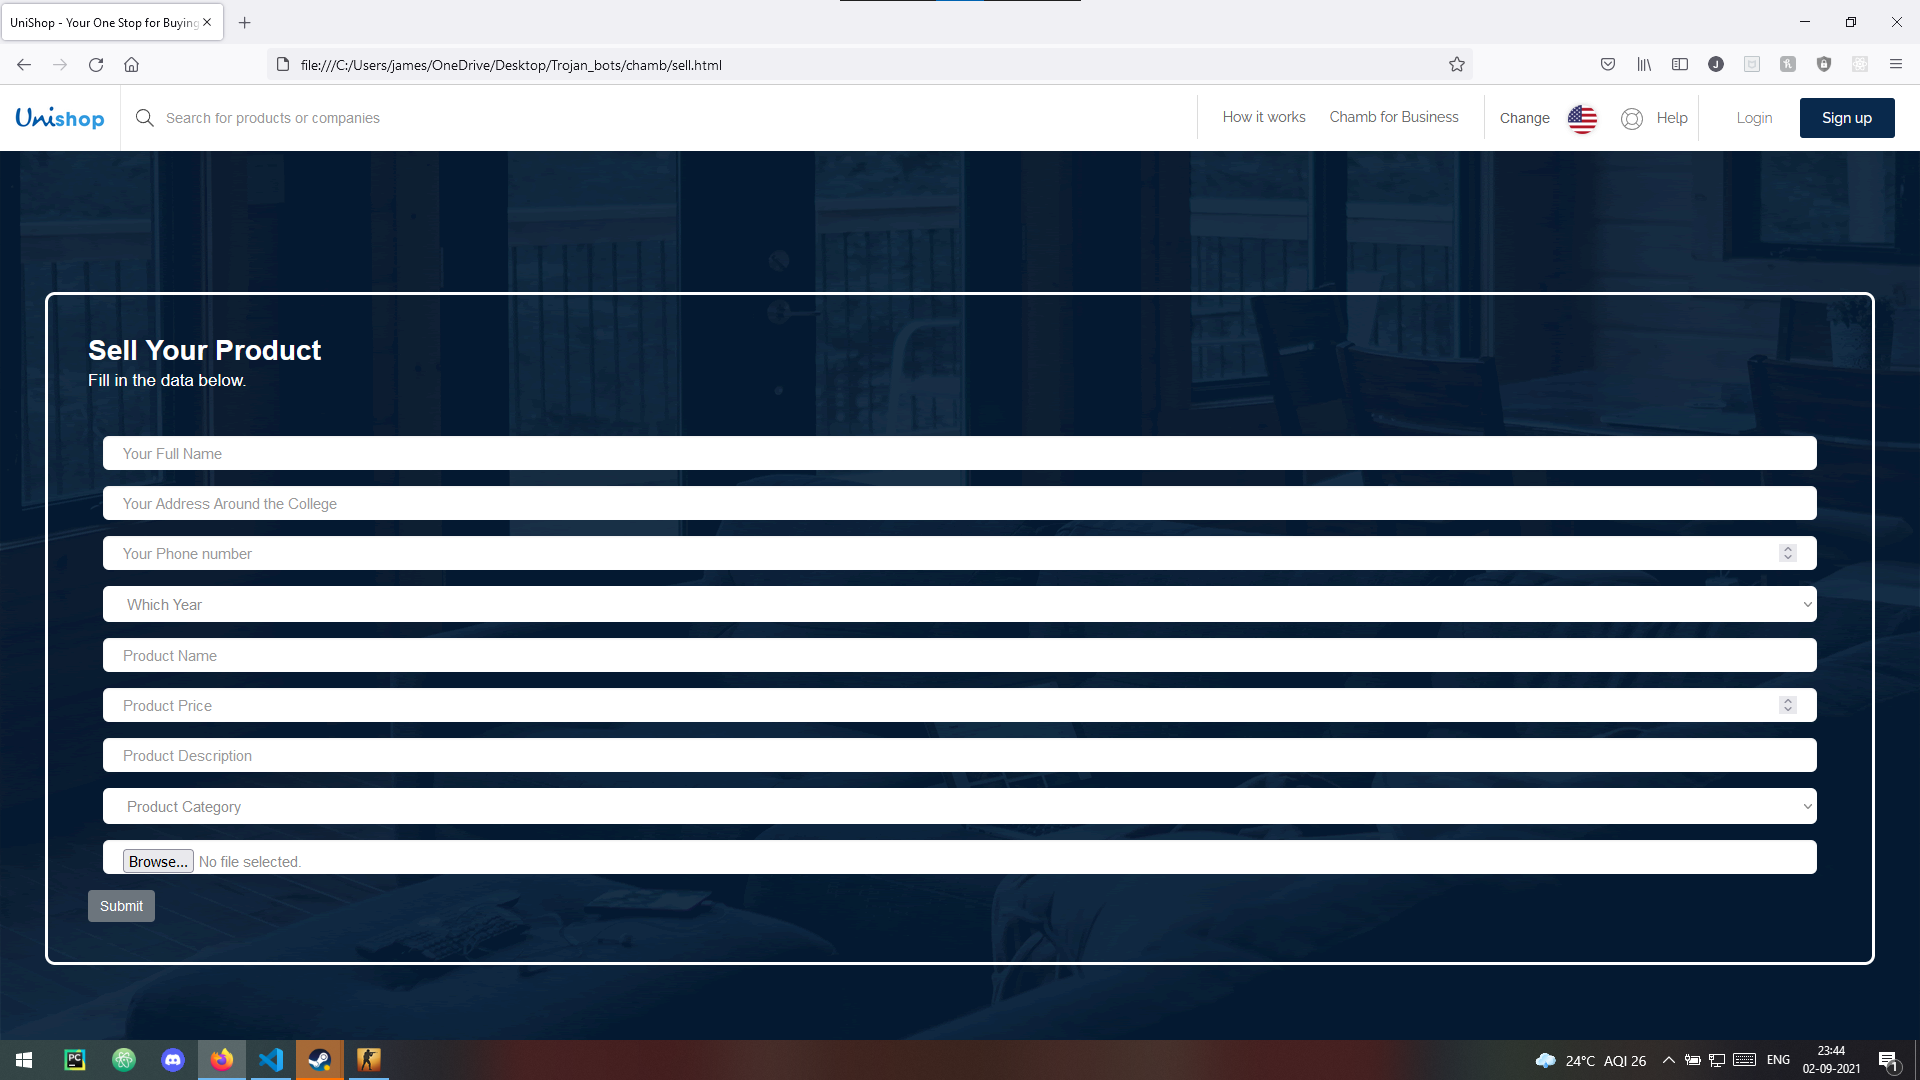 UniShop - Your One Stop for Buying
file:///C:/Users/james/OneDrive/Desktop/Trojan_bots/chamb/sell.html
J
Unishop
Search for products or companies
How it works
Chamb for Business
Change
Help
Login
Sign up
Sell Your Product
Fill in the data below.
Your Full Name
Your Address Around the College
Your Phone number
Which Year
Product Name
Product Price
Product Description
Product Category
Browse... No file selected.
Submit
PC
24°C AQI 26
ENG
23:44
02-09-2021
1